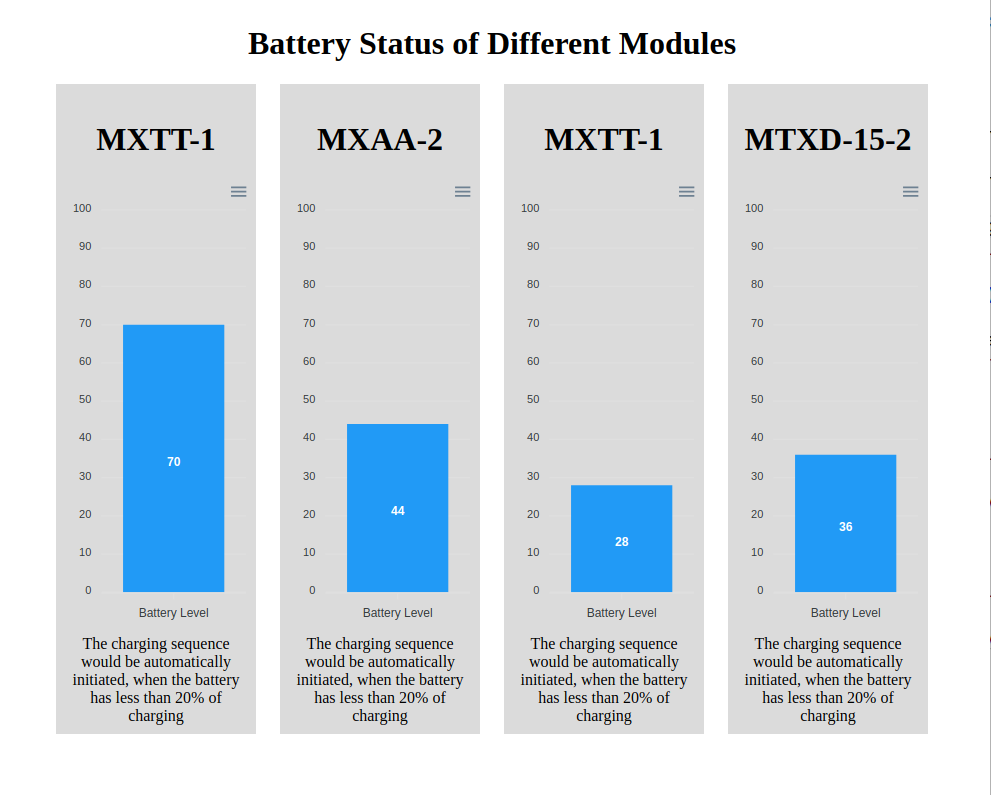 Battery Status of Different Modules
MXTT-1
100
90
80
70
60
50
40
30
20
10
0
70
Battery Level
The charging sequence
would be automatically
initiated, when the battery
has less than 20% of
charging
MXAA-2
100
90
80
70
60
50
40
30
20
10
0
44
Battery Level
The charging sequence
would be automatically
initiated, when the battery
has less than 20% of
charging
MXTT-1
100
90
80
70
60
50
40
30
20
10
0
28
Battery Level
The charging sequence
would be automatically
initiated, when the battery
has less than 20% of
charging
MTXD-15-2
100
90
80
70
60
50
40
30
20
10
0
36
Battery Level
The charging sequence
would be automatically
initiated, when the battery
has less than 20% of
charging